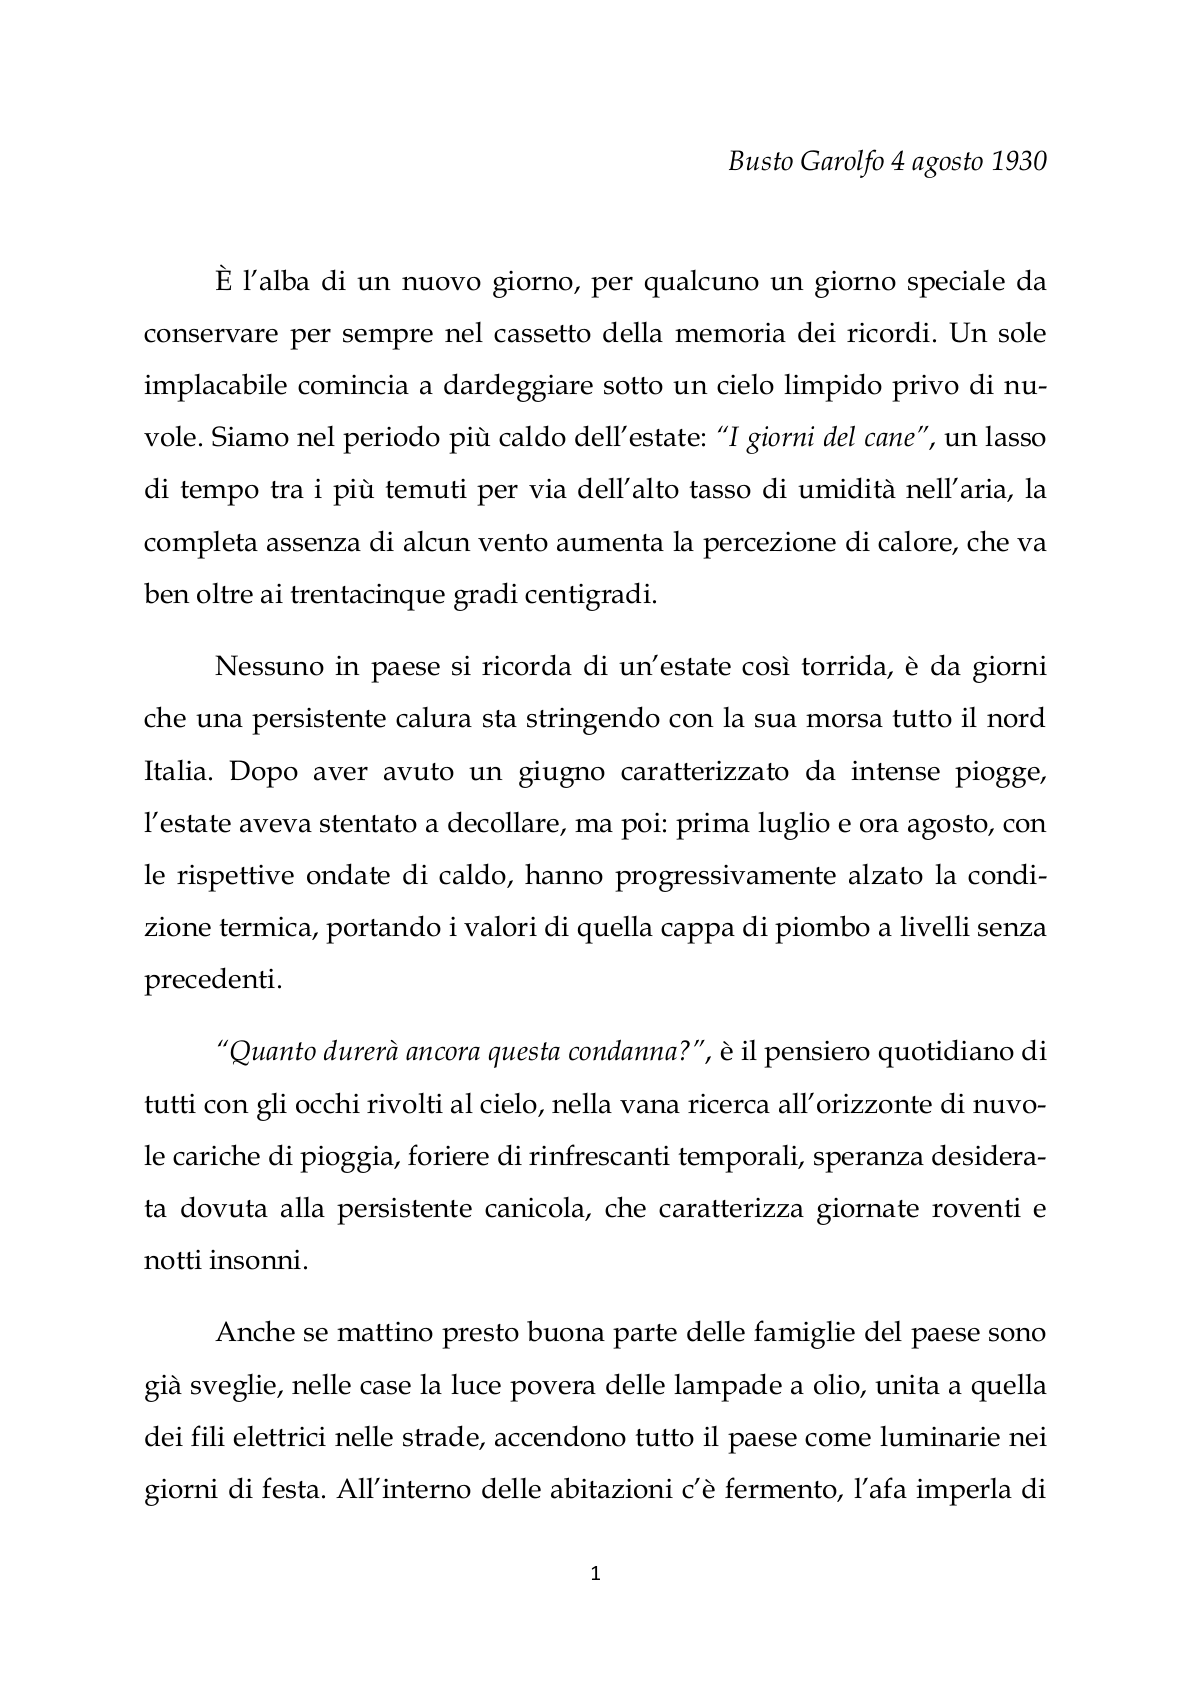 Busto Garolfo 4 agosto 1930
È l’alba di un nuovo giorno, per qualcuno un giorno speciale da
conservare per sempre nel cassetto della memoria dei ricordi. Un sole
implacabile comincia a dardeggiare sotto un cielo limpido privo di nu-
vole. Siamo nel periodo più caldo dell’estate: “I giorni del cane”, un lasso
di tempo tra i più temuti per via dell’alto tasso di umidità nell’aria, la
completa assenza di alcun vento aumenta la percezione di calore, che va
ben oltre ai trentacinque gradi centigradi.
Nessuno in paese si ricorda di un’estate così torrida, è da giorni
che una persistente calura sta stringendo con la sua morsa tutto il nord
Italia. Dopo aver avuto un giugno caratterizzato da intense piogge,
l’estate aveva stentato a decollare, ma poi: prima luglio e ora agosto, con
le rispettive ondate di caldo, hanno progressivamente alzato la condi-
zione termica, portando i valori di quella cappa di piombo a livelli senza
precedenti.
“Quanto durerà ancora questa condanna?”, è il pensiero quotidiano di
tutti con gli occhi rivolti al cielo, nella vana ricerca all’orizzonte di nuvo-
le cariche di pioggia, foriere di rinfrescanti temporali, speranza desidera-
ta dovuta alla persistente canicola, che caratterizza giornate roventi e
notti insonni.
Anche se mattino presto buona parte delle famiglie del paese sono
già sveglie, nelle case la luce povera delle lampade a olio, unita a quella
dei fili elettrici nelle strade, accendono tutto il paese come luminarie nei
giorni di festa. All’interno delle abitazioni c’è fermento, l’afa imperla di
1